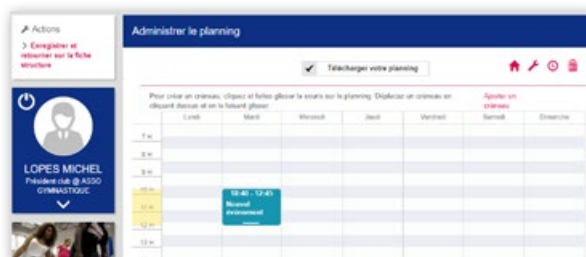 Actions
> Enregistrer et
retourner sur la fiche
structure
LOPES MICHEL
Président club @ ASSO
GYMNASTIQUE
Administrer le planning
Télécharger votre planning
Pour créer un créneau, cliquez et faites glisser la souris sur le planning. Déplacez un créneau en
cliquant dessus et en le faisant glisser.
Ajouter un
créneau
Lundi Mardi Mercredi Jeudi Vendredi Samedi Dimanche
7 H
8 H
9 H
10 H
11 H
12 H
13 H
10:40 - 12:45
Nouvel
événement